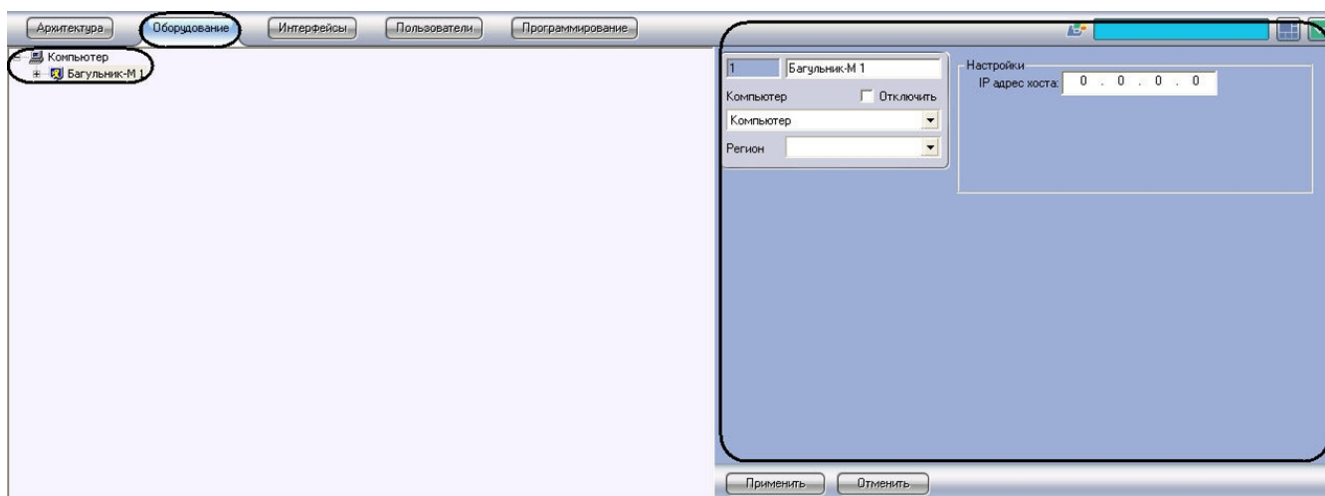 Архитектура Оборудование Интерфейсы Пользователи Программирование
Компьютер
Багульник-М 1
1 Багульник-М 1
Компьютер Отключить
Компьютер
Регион
Настройки
IP адрес хоста: 0 . 0 . 0 . 0
Применить Отменить